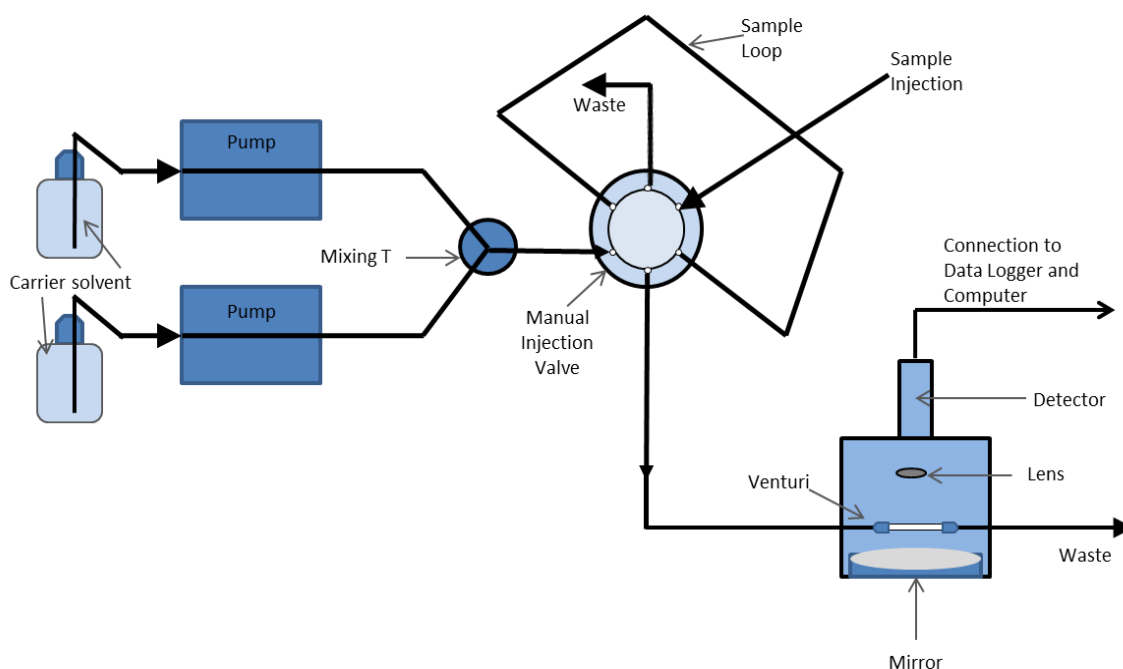 Sample
Loop
Sample
Injection
Waste
Pump
Mixing T
Carrier solvent
Pump
Manual
Injection
Valve
Connection to
Data Logger and
Computer
Detector
Lens
Venturi
Waste
Mirror